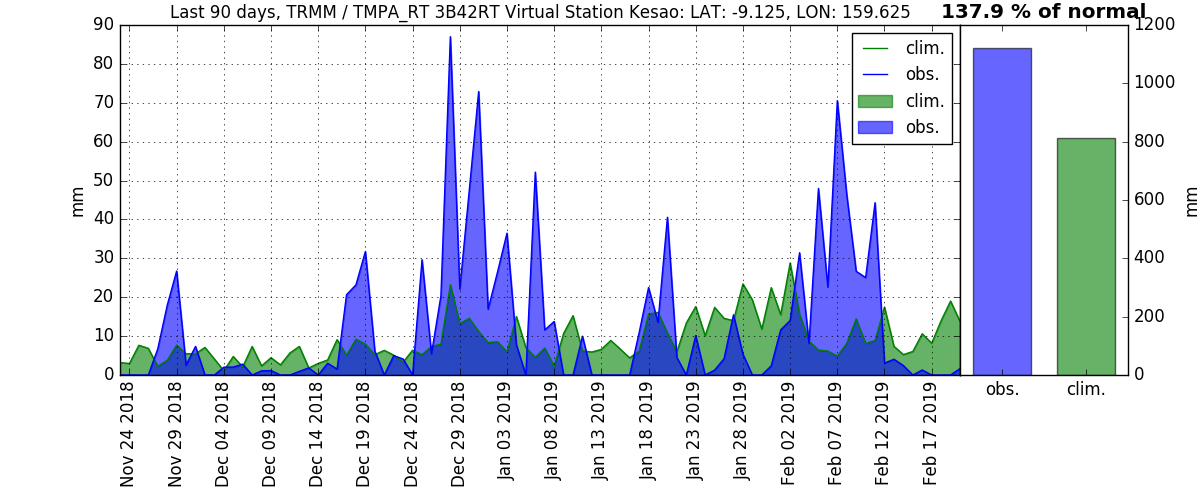 Last 90 days, TRMM / TMPA_RT 3B42RT Virtual Station Kesao: LAT: -9.125, LON: 159.625
137.9 % of normal
90
80
70
60
50
40
30
20
10
0
mm
clim.
obs.
clim.
obs.
1200
1000
800
600
400
200
0
mm
Nov 24 2018
Nov 29 2018
Dec 04 2018
Dec 09 2018
Dec 14 2018
Dec 19 2018
Dec 24 2018
Dec 29 2018
Jan 03 2019
Jan 08 2019
Jan 13 2019
Jan 18 2019
Jan 23 2019
Jan 28 2019
Feb 02 2019
Feb 07 2019
Feb 12 2019
Feb 17 2019
obs.
clim.